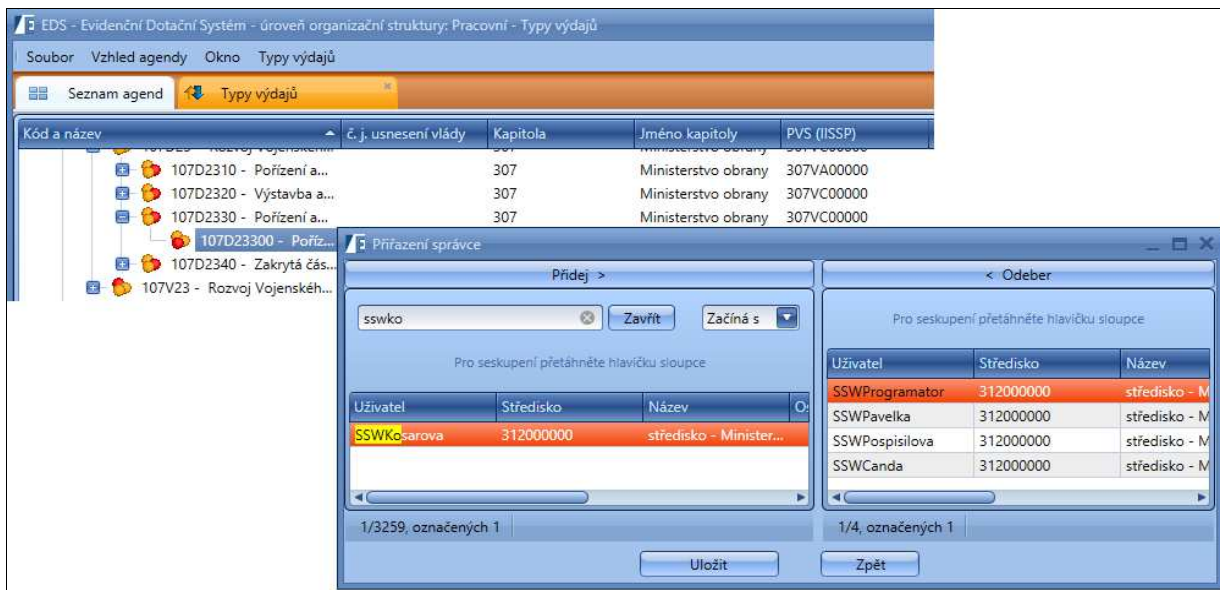 EDS - Evidenční Dotační Systém - úroveň organizační struktury: Pracovní - Typy výdajů
Soubor Vzhled agendy Okno Typy výdajů
Seznam agend Typy výdajů
Kód a název č. j. usnesení vlády Kapitola Jméno kapitoly PVS (IISSP)
107D2310 - Pořízení a... 307 Ministerstvo obrany 307VA00000
107D2320 - Výstavba a... 307 Ministerstvo obrany 307VC00000
107D2330 - Pořízení a... 307 Ministerstvo obrany 307VC00000
107D23300 - Poříz...
107D2340 - Zakrytá čás...
107V23 - Rozvoj Vojenskéh...
Přiřazení správce
Přidej > < Odeber
sswko Zavřít Začíná s
Pro seskupení přetáhněte hlavičku sloupce
Uživatel Středisko Název
SSWKosarova 312000000 středisko - Minister...
1/3259, označených 1
Pro seskupení přetáhněte hlavičku sloupce
Uživatel Středisko Název
SSWProgramator 312000000 středisko - M
SSWPavelka 312000000 středisko - M
SSWPospisilova 312000000 středisko - M
SSWCanda 312000000 středisko - M
1/4, označených 1
Uložit Zpět